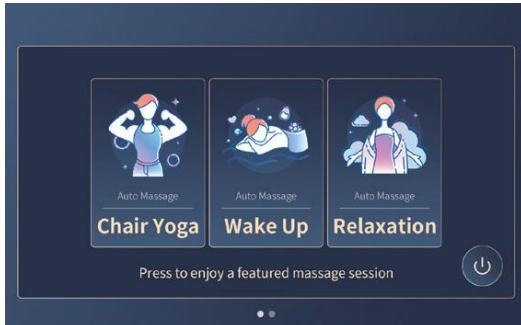 Auto Massage
Chair Yoga
Auto Massage
Wake Up
Auto Massage
Relaxation
Press to enjoy a featured massage session